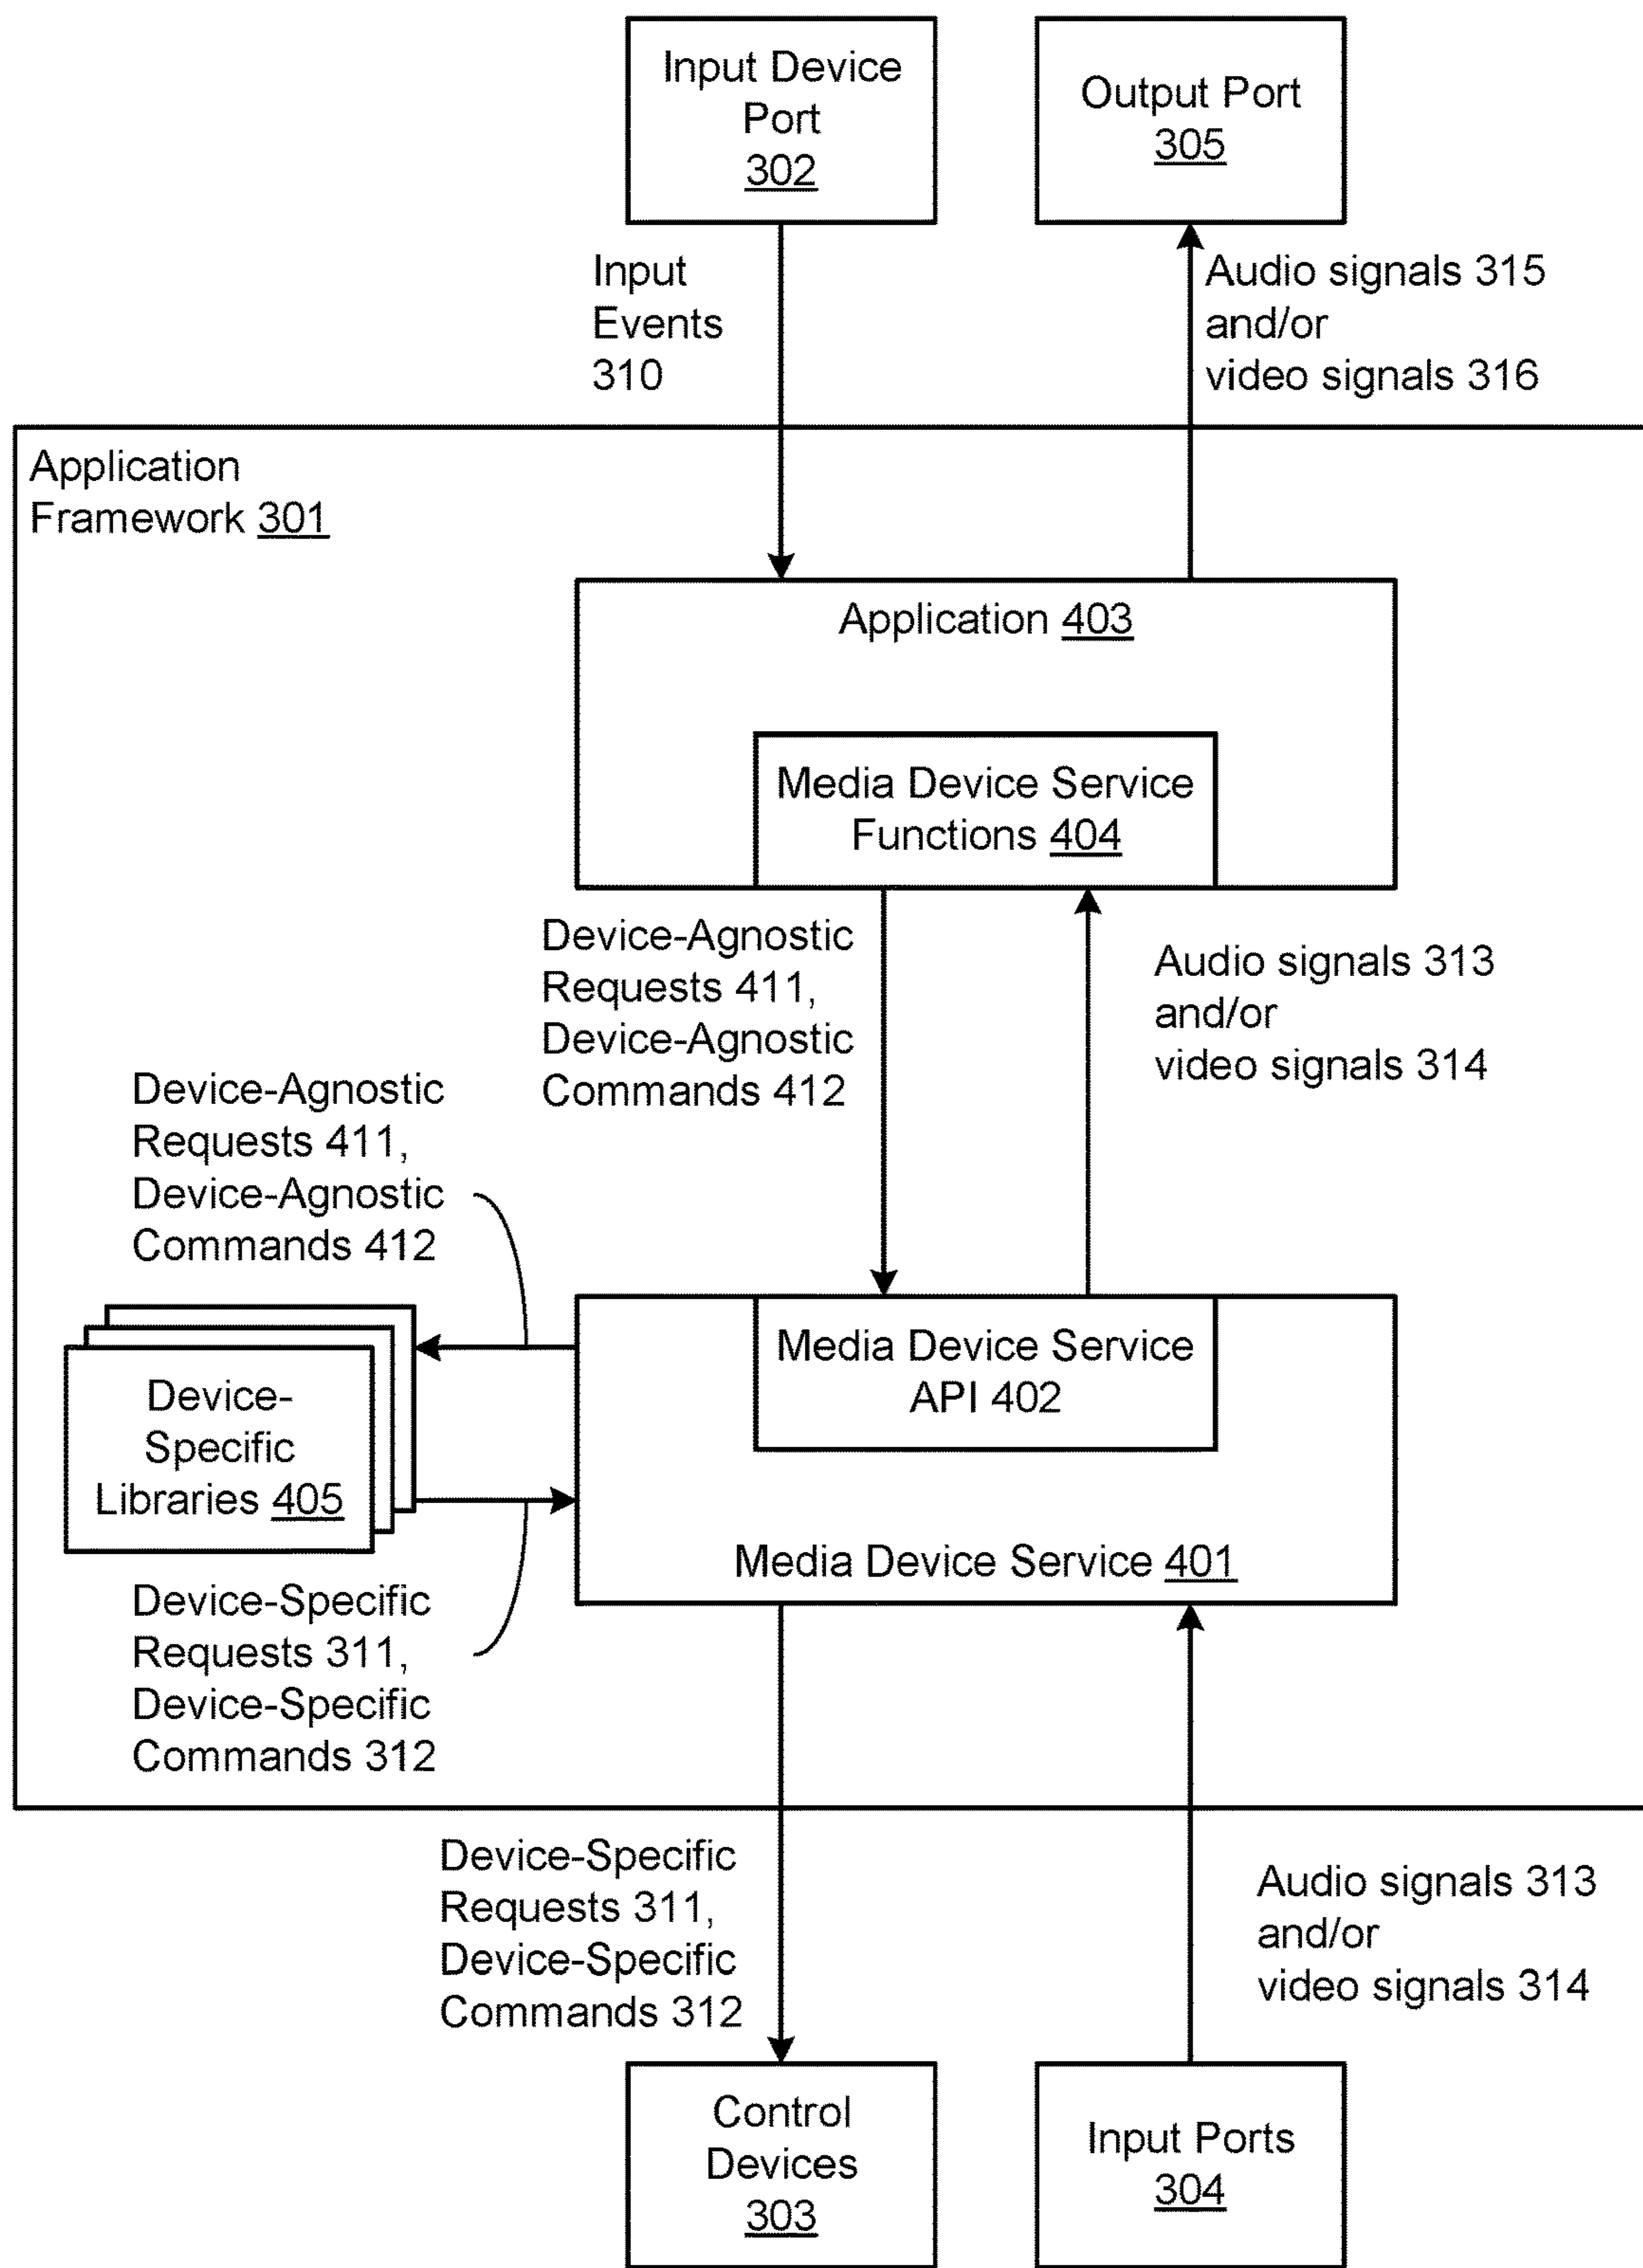 Input Device
Port
302
Output Port
305
Input
Events
310
Audio signals 315
and/or
video signals 316
Application
Framework 301
Application 403
Media Device Service
Functions 404
Device-Agnostic
Requests 411,
Device-Agnostic
Commands 412
Audio signals 313
and/or
video signals 314
Device-Agnostic
Requests 411,
Device-Agnostic
Commands 412
Media Device Service
API 402
Device-
Specific
Libraries 405
Media Device Service 401
Device-Specific
Requests 311,
Device-Specific
Commands 312
Device-Specific
Requests 311,
Device-Specific
Commands 312
Audio signals 313
and/or
video signals 314
Control
Devices
303
Input Ports
304